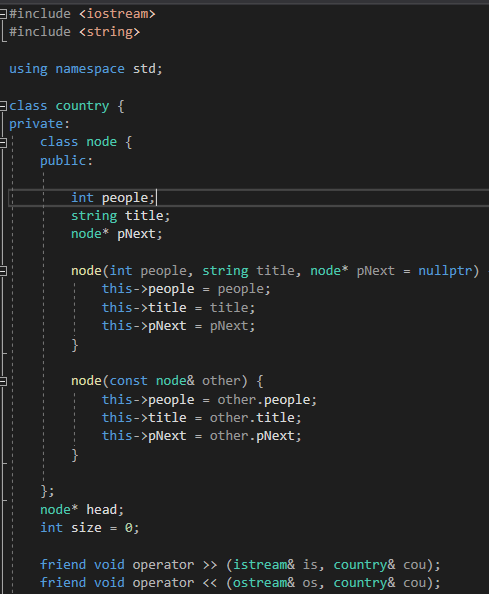 #include <iostream>
#include <string>
using namespace std;
class country {
private:
class node {
public:
int people;
string title;
node* pNext;
node(int people, string title, node* pNext = nullptr)
this->people = people;
this->title = title;
this->pNext = pNext;
}
node(const node& other) {
this->people = other.people;
this->title = other.title;
this->pNext = other.pNext;
}
};
node* head;
int size = 0;
friend void operator >> (istream& is, country& cou);
friend void operator << (ostream& os, country& cou);